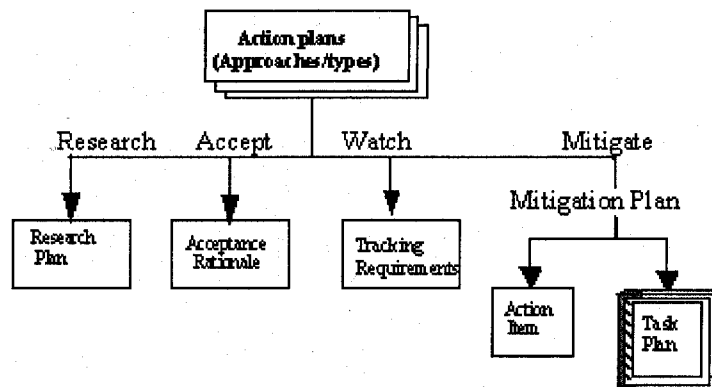 Action plans
(Approaches/types)
Research Accept Watch Mitigate
Mitigation Plan
Research
Plan
Acceptance
Rationale
Tracking
Requirements
Action
Item
Task
Plan